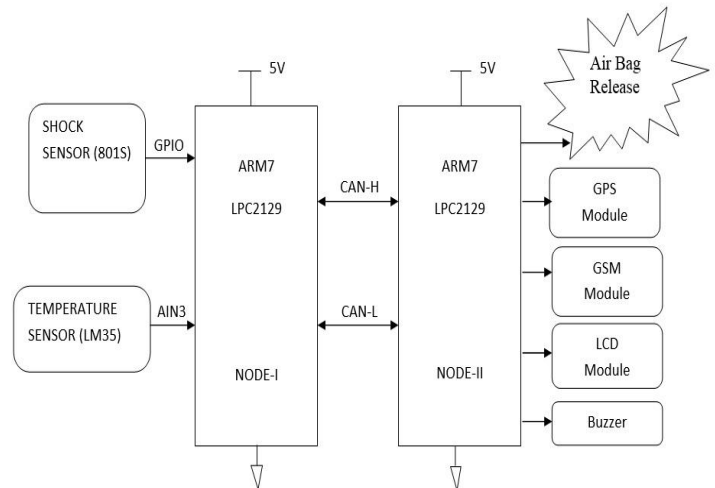 5V
5V
Air Bag
Release
SHOCK
SENSOR (801S)
GPIO
ARM7
LPC2129
CAN-H
ARM7
LPC2129
GPS
Module
GSM
Module
TEMPERATURE
SENSOR (LM35)
AIN3
CAN-L
LCD
Module
NODE-I
NODE-II
Buzzer